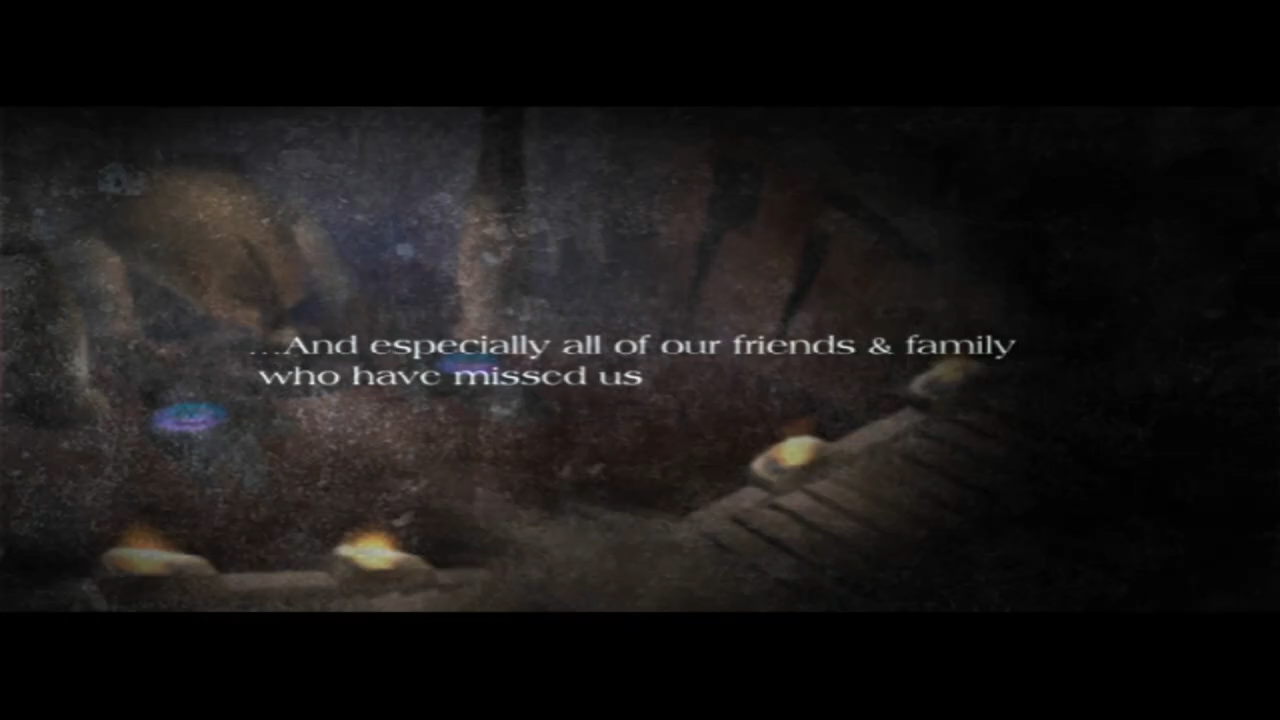 ...And especially all of our friends & family
who have missed us